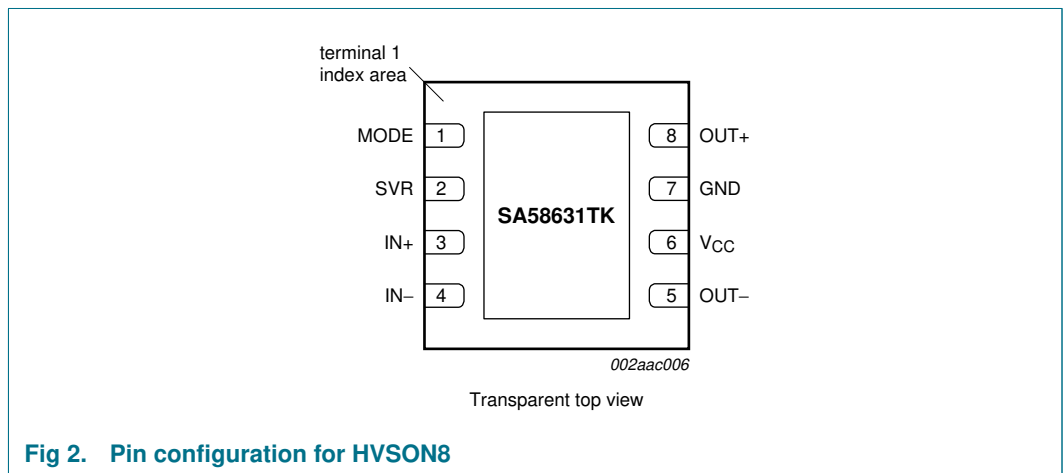 terminal 1
index area
MODE 1 8 OUT+
SVR 2 7 GND
SA58631TK
IN+ 3 6 VCC
IN− 4 5 OUT−
002aac006
Transparent top view
Fig 2. Pin configuration for HVSON8